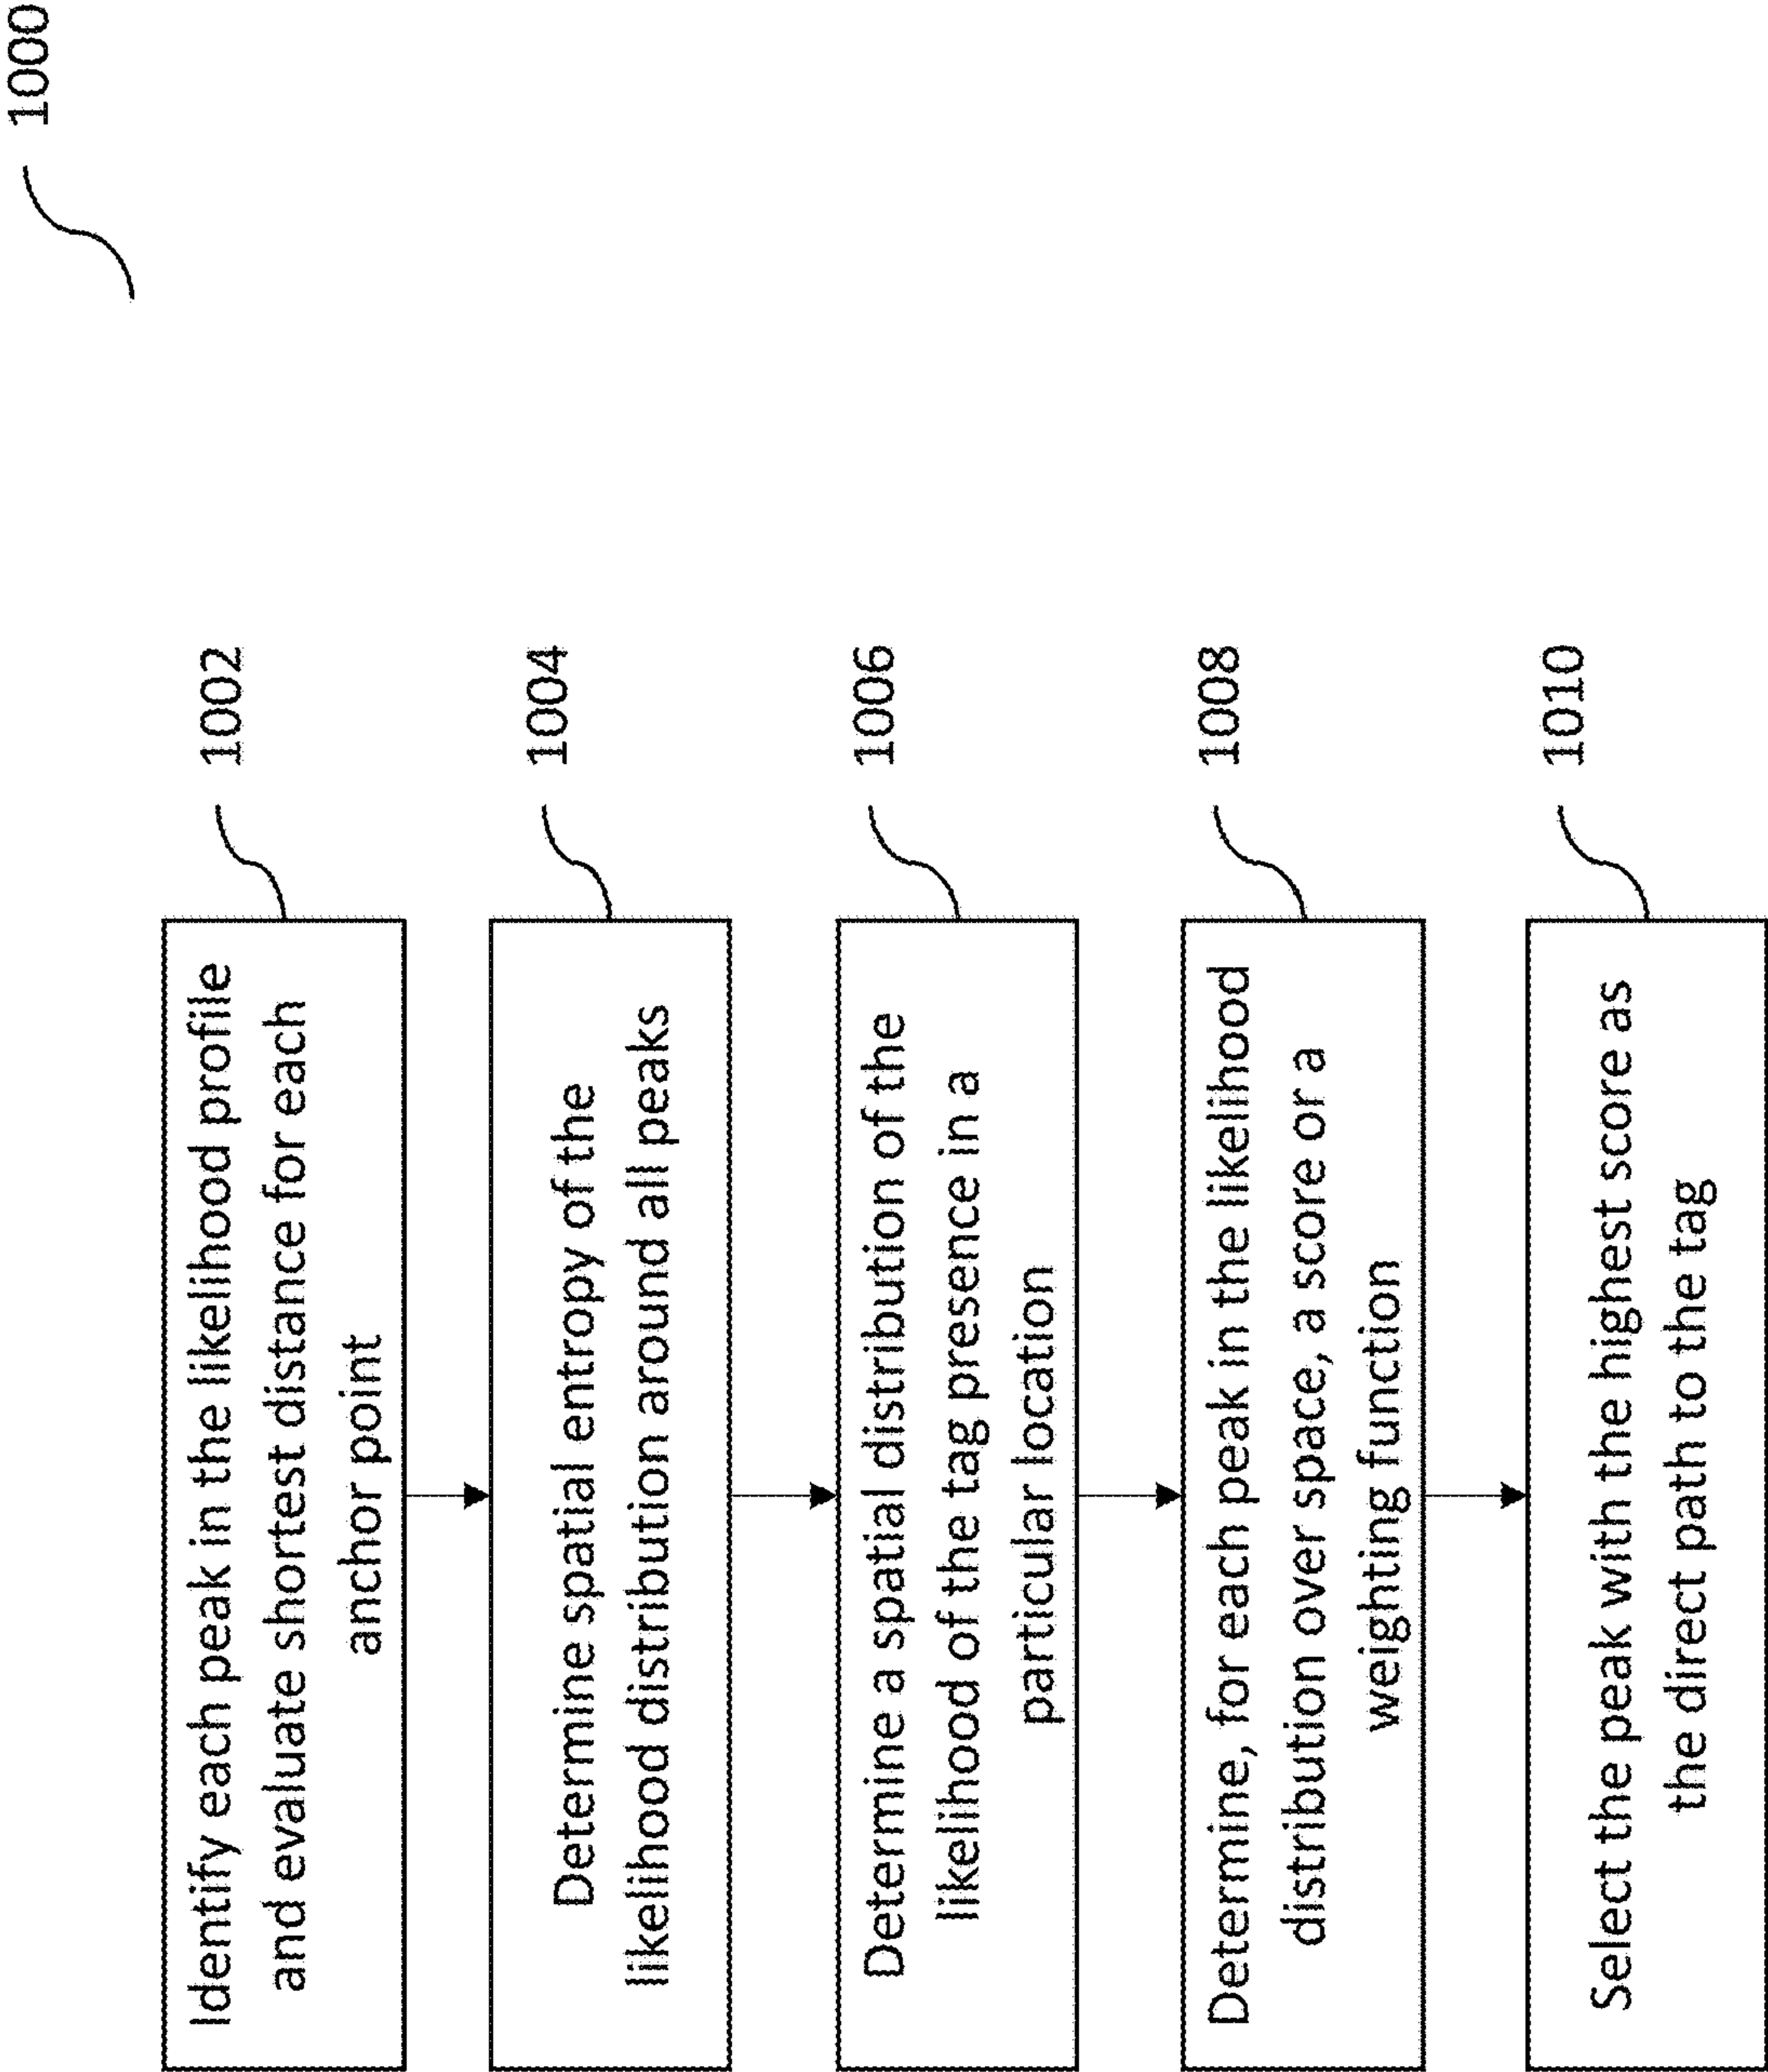 1000
Identify each peak in the likelihood profile
and evaluate shortest distance for each
anchor point
1002
Determine spatial entropy of the
likelihood distribution around all peaks
1004
Determine a spatial distribution of the
likelihood of the tag presence in a
particular location
1006
Determine, for each peak in the likelihood
distribution over space, a score or a
weighting function
1008
Select the peak with the highest score as
the direct path to the tag
1010